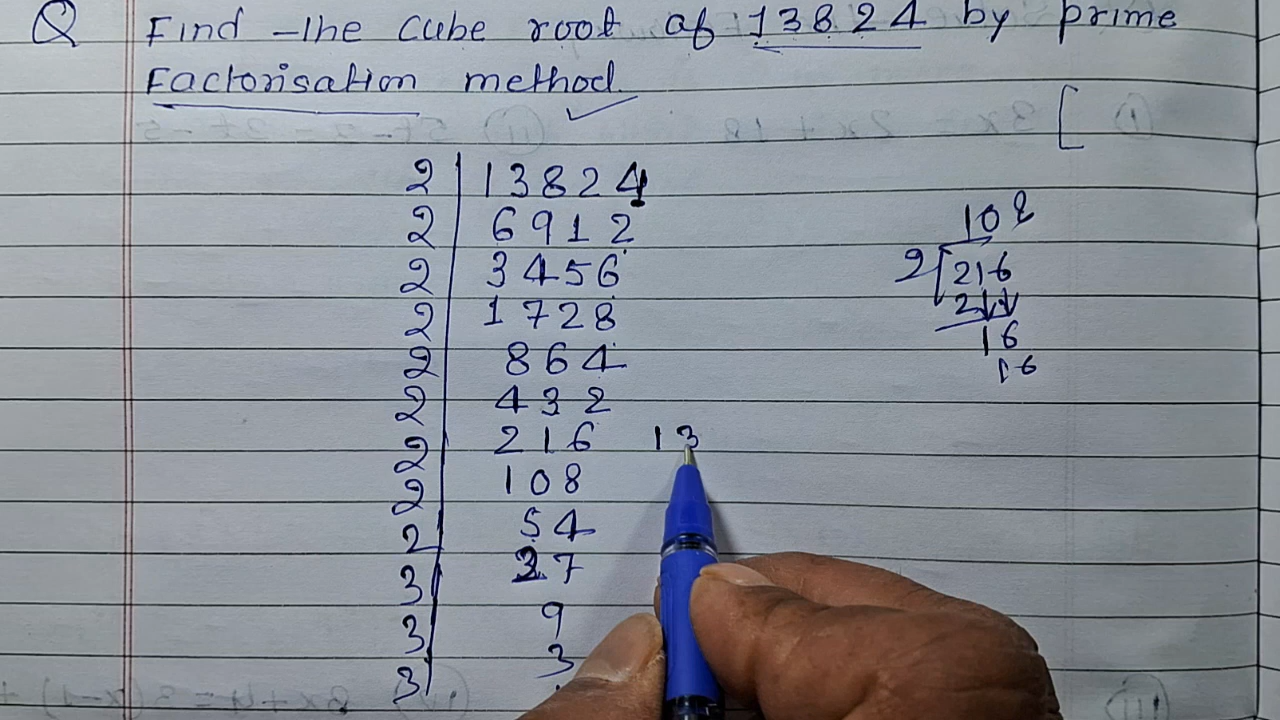 Q Find the cube root of 13824 by prime
Factorisation method.
2 | 13824
2 | 6912
2 | 3456
2 | 1728
2 | 864
2 | 432
2 | 216 13
2 | 108
2 | 54
3 | 27
3 | 9
3 | 3
108
2 216
2
16
16